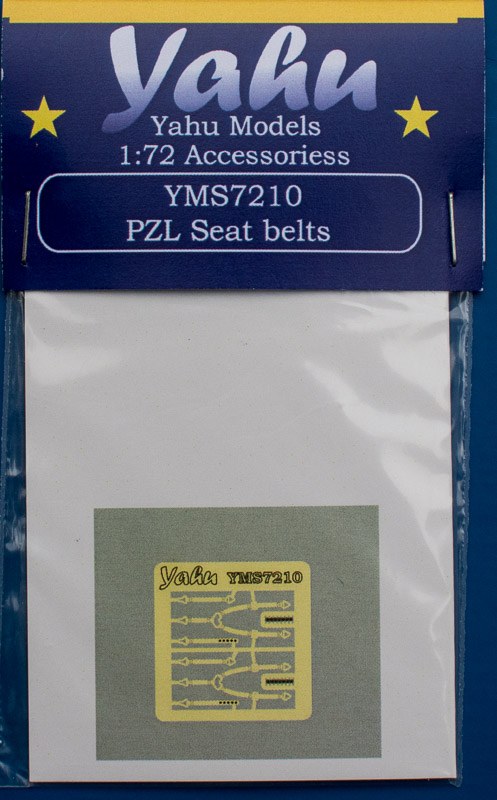 Yahu
Yahu Models
1:72 Accessoriess
YMS7210
PZL Seat belts
Yahu YMS7210